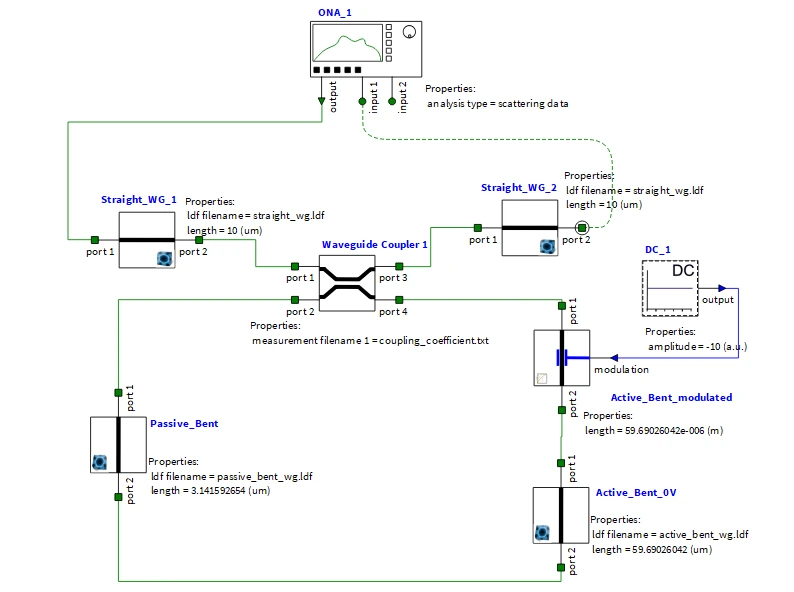 ONA_1
output
input 1
input 2
Properties:
analysis type = scattering data
Straight_WG_1
Properties:
ldf filename = straight_wg.ldf
length = 10 (um)
port 1
port 2
Straight_WG_2
Properties:
ldf filename = straight_wg.ldf
length = 10 (um)
port 1
port 2
Waveguide Coupler 1
port 1
port 3
port 2
port 4
Properties:
measurement filename 1 = coupling_coefficient.txt
DC_1
DC
output
Properties:
amplitude = -10 (a.u.)
port 1
modulation
port 2
Active_Bent_modulated
Properties:
length = 59.69026042e-006 (m)
port 1
Passive_Bent
port 2
Properties:
ldf filename = passive_bent_wg.ldf
length = 3.141592654 (um)
port 1
Active_Bent_0V
port 2
Properties:
ldf filename = active_bent_wg.ldf
length = 59.69026042 (um)